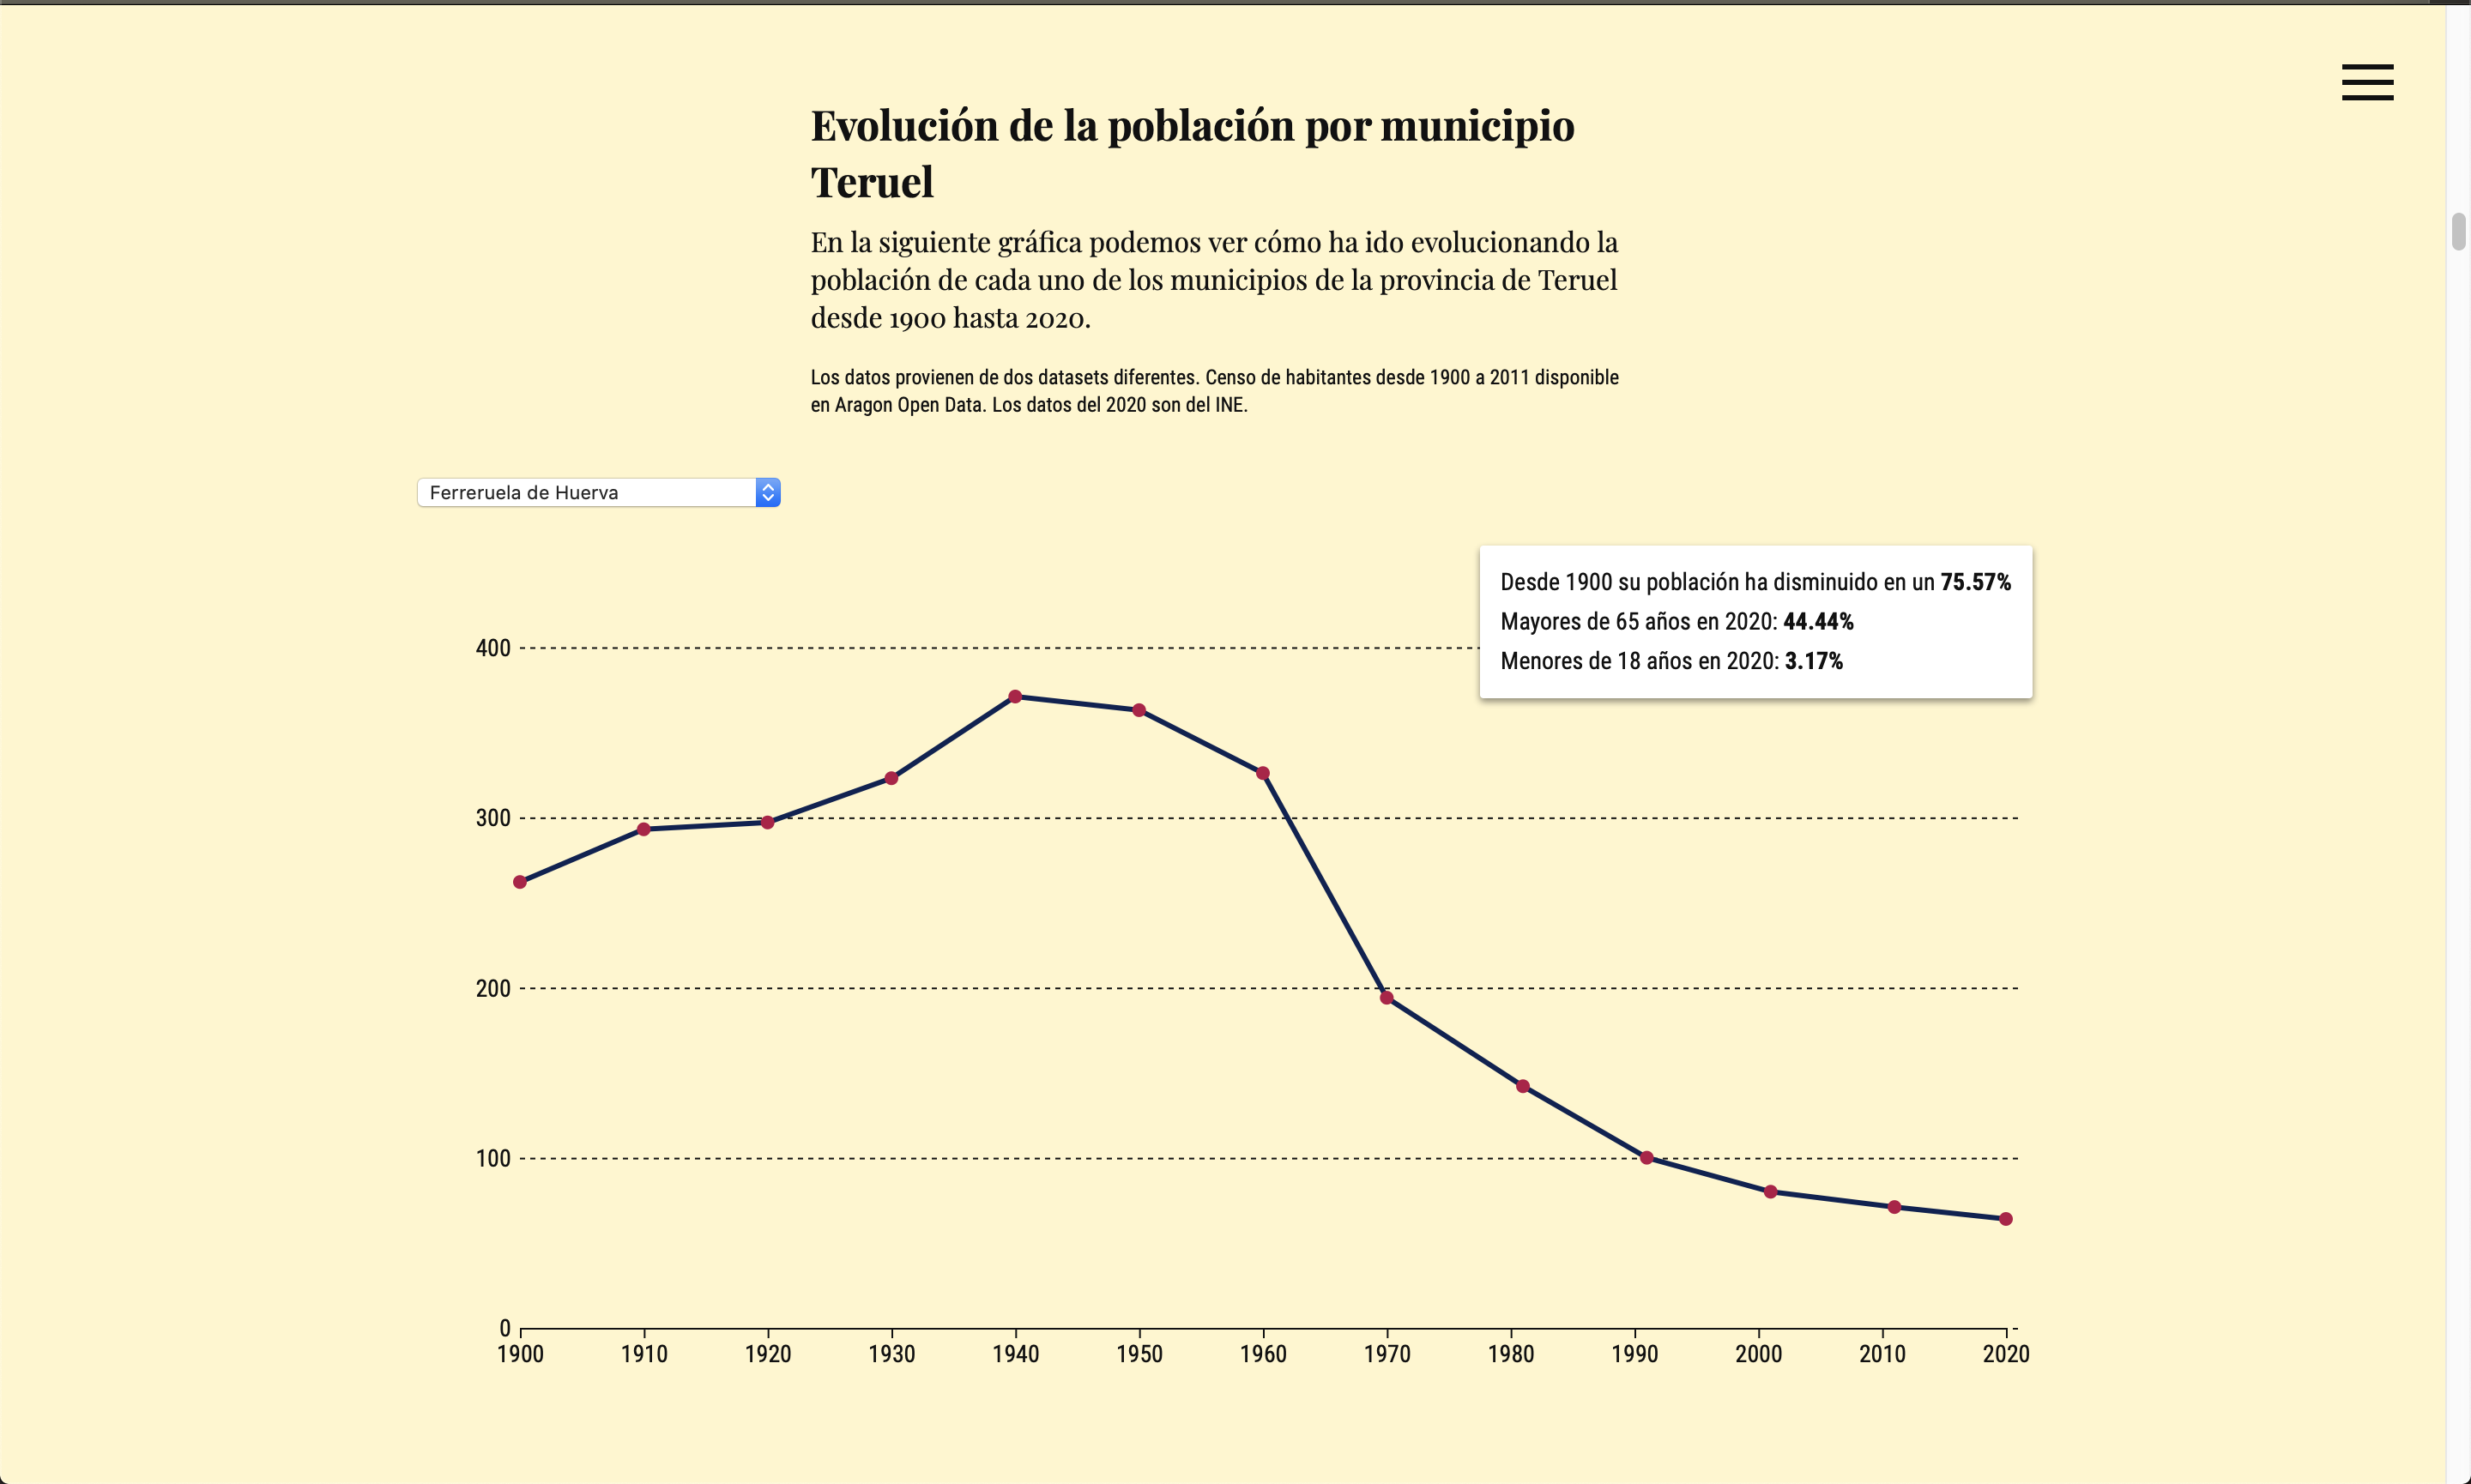 Evolución de la población por municipio
Teruel
En la siguiente gráfica podemos ver cómo ha ido evolucionando la
población de cada uno de los municipios de la provincia de Teruel
desde 1900 hasta 2020.
Los datos provienen de dos datasets diferentes. Censo de habitantes desde 1900 a 2011 disponible
en Aragon Open Data. Los datos del 2020 son del INE.
Ferreruela de Huerva
Desde 1900 su población ha disminuido en un 75.57%
Mayores de 65 años en 2020: 44.44%
Menores de 18 años en 2020: 3.17%
400
300
200
100
0
1900 1910 1920 1930 1940 1950 1960 1970 1980 1990 2000 2010 2020